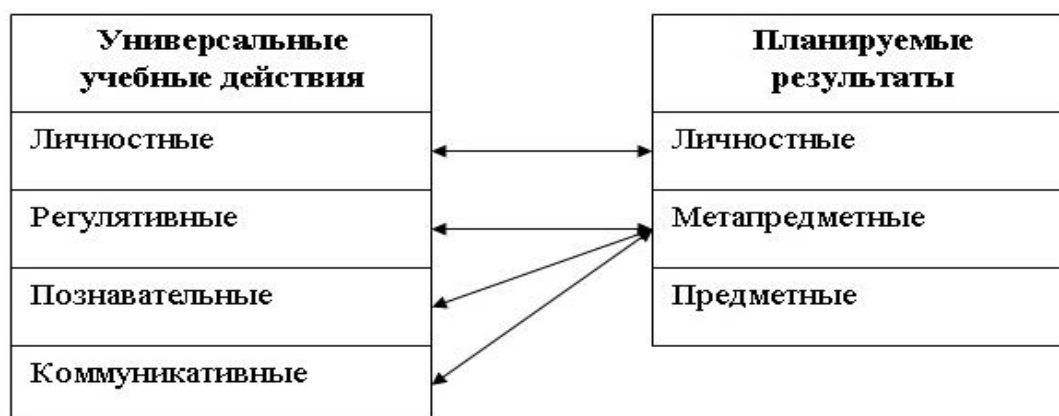 Универсальные
учебные действия
Личностные
Регулятивные
Познавательные
Коммуникативные
Планируемые
результаты
Личностные
Метапредметные
Предметные